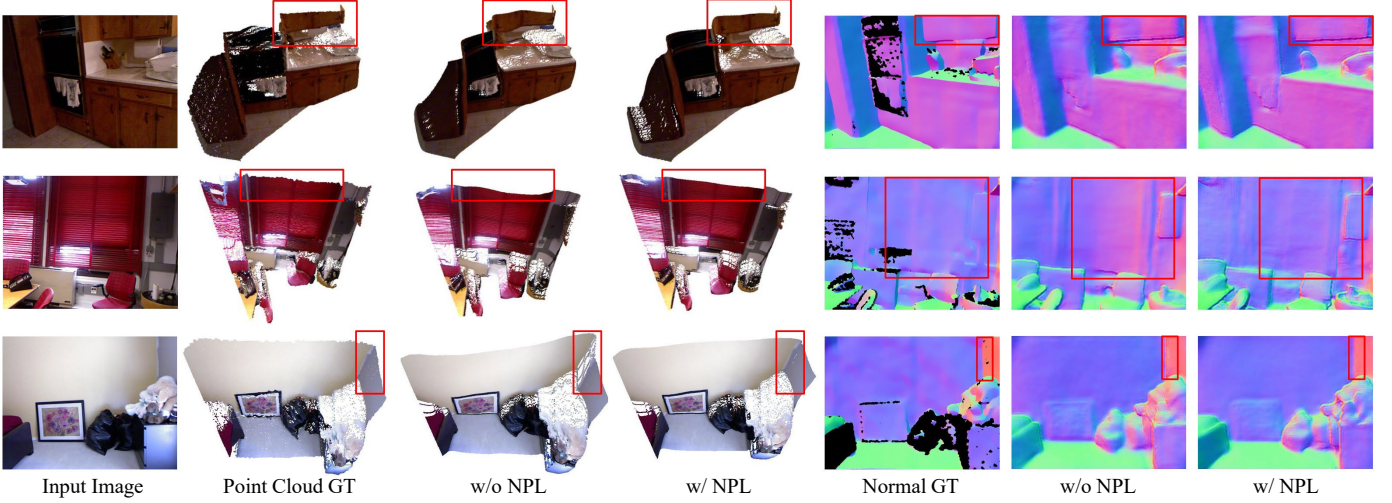 Input Image
Point Cloud GT
w/o NPL
w/ NPL
Normal GT
w/o NPL
w/ NPL